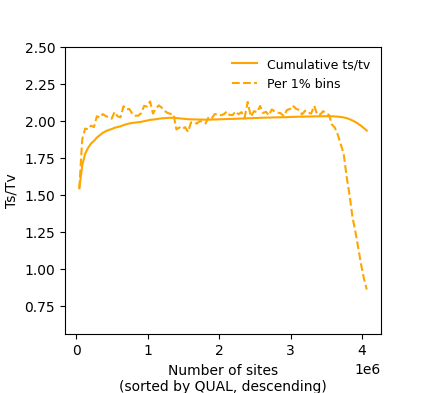 2.50
2.25
2.00
1.75
1.50
1.25
1.00
0.75
Ts/Tv
Cumulative ts/tv
Per 1% bins
0 1 2 3 4
1e6
Number of sites
(sorted by QUAL, descending)